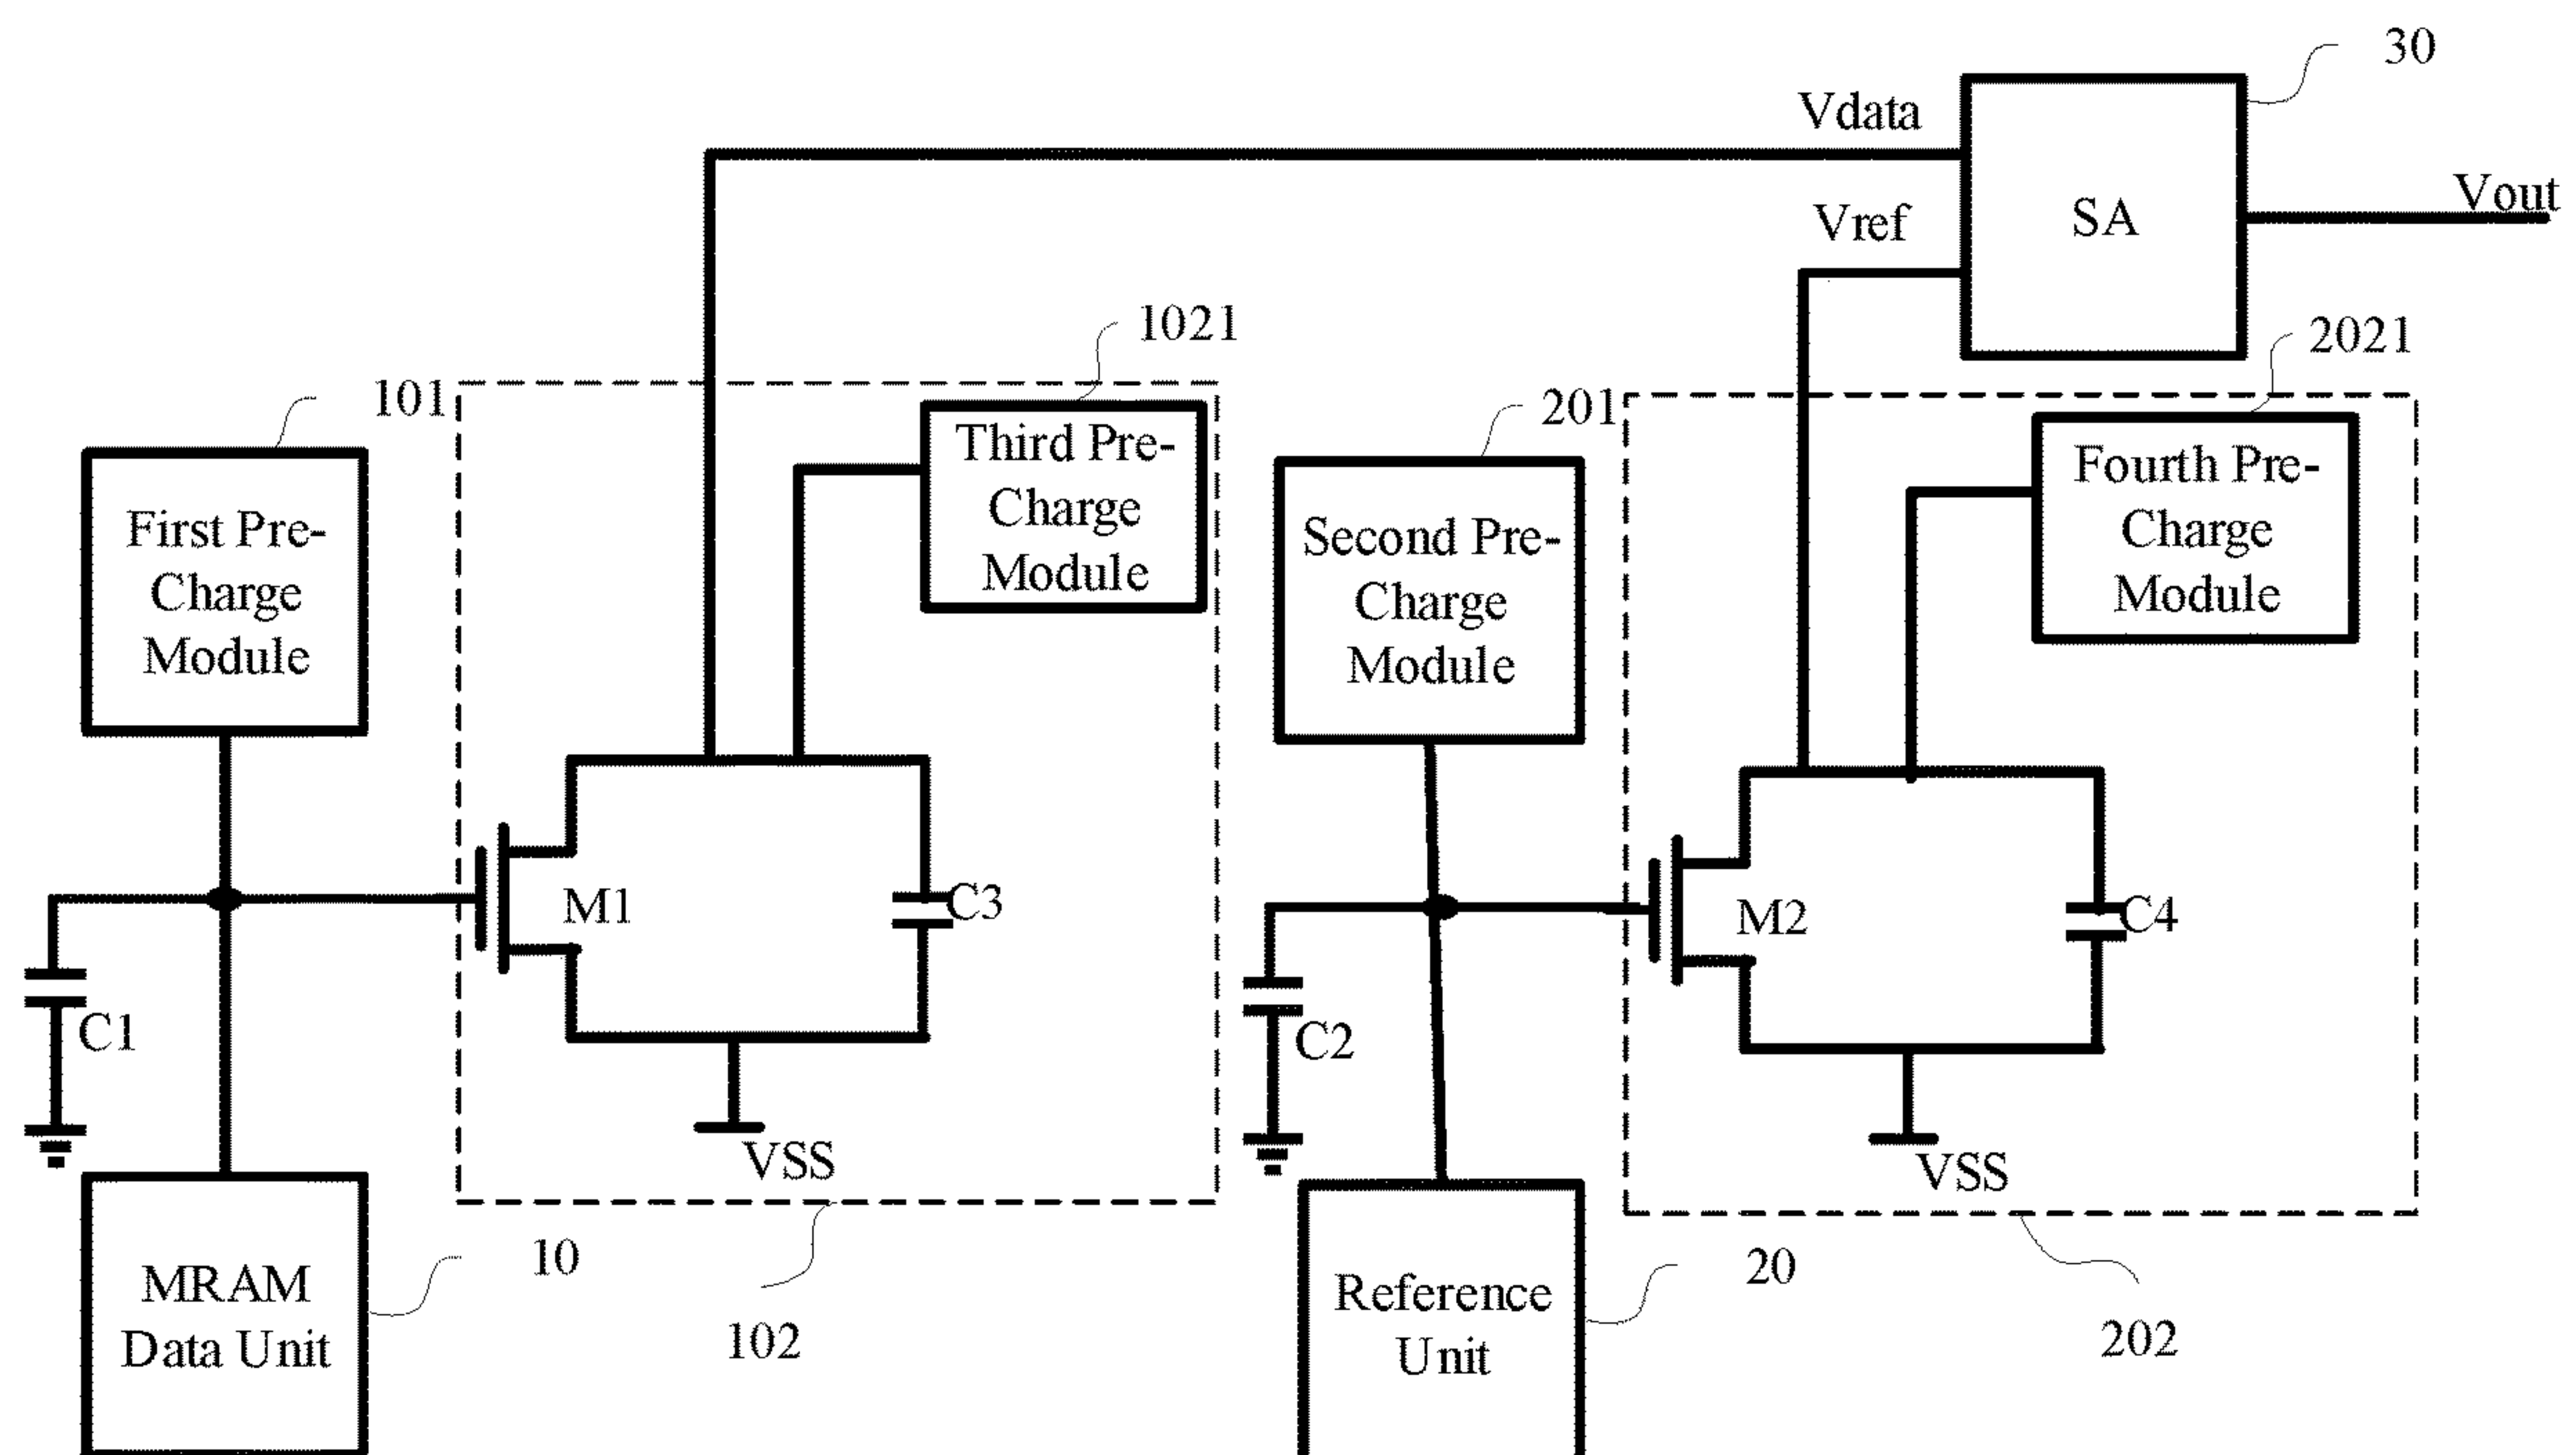 30
Vdata
Vout
Vref
SA
1021
2021
101
201
Third Pre-
Charge
Module
Fourth Pre-
Charge
Module
First Pre-
Charge
Module
Second Pre-
Charge
Module
M1
C3
M2
C4
C1
C2
VSS
VSS
10
20
MRAM
Data Unit
102
Reference
Unit
202